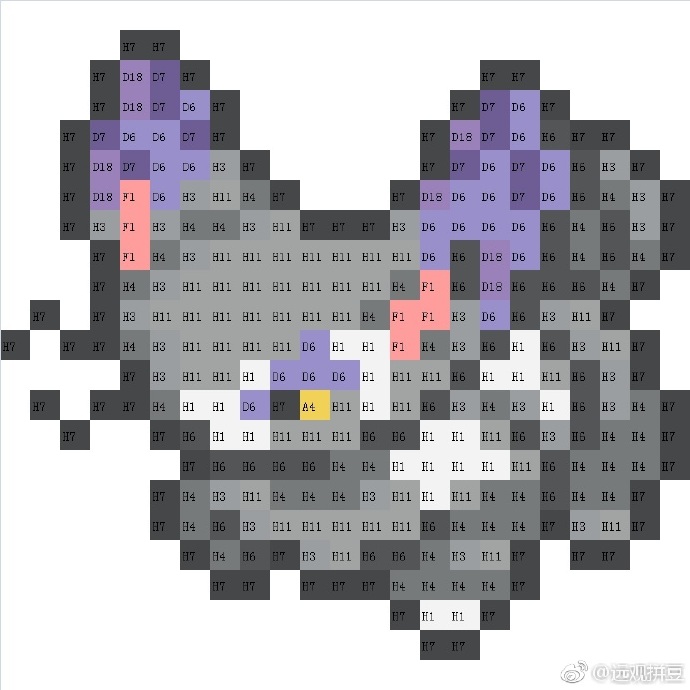 H7 H7
H7 D18 D7 H7 H7 H7
H7 D18 D7 D6 H7 H7 D7 D6 H7
H7 D7 D6 D6 D7 H7 H7 D18 D7 D6 H6 H7 H7
H7 D18 D7 D6 D6 H3 H7 H7 D7 D6 D7 D6 H6 H3 H7
H7 D18 F1 D6 H3 H11 H4 H7 H7 D18 D6 D6 D7 D6 H6 H4 H3 H7
H7 H3 F1 H3 H4 H4 H3 H11 H7 H7 H7 H3 D6 D6 D6 D6 H6 H4 H6 H4 H7
H7 F1 H4 H3 H11 H11 H11 H11 H11 H11 H11 D6 H6 D18 D6 H6 H4 H6 H4 H7
H7 H4 H3 H11 H11 H11 H11 H11 H11 H11 H4 F1 H6 D18 H6 H6 H6 H4 H7
H7 H7 H3 H11 H11 H11 H11 H11 H11 H11 H4 F1 F1 H3 D6 H6 H3 H11 H7
H7 H7 H7 H4 H3 H11 H11 H11 H11 D6 H1 H1 F1 H4 H3 H6 H1 H6 H3 H4 H4 H7
H7 H3 H11 H11 H1 D6 D6 D6 H1 H11 H11 H6 H1 H1 H11 H6 H3 H7
H7 H7 H7 H4 H1 H1 D6 H7 A4 H11 H1 H11 H6 H3 H4 H3 H1 H6 H3 H4 H7
H7 H7 H6 H1 H1 H11 H11 H11 H6 H6 H1 H1 H11 H11 H3 H6 H4 H4 H7
H7 H6 H6 H6 H6 H4 H4 H1 H1 H1 H1 H11 H6 H4 H4 H4 H7
H7 H4 H3 H11 H4 H4 H4 H3 H11 H1 H11 H4 H4 H6 H4 H4 H7
H7 H4 H6 H3 H11 H11 H11 H11 H11 H6 H4 H4 H4 H7 H3 H11 H7
H7 H4 H6 H7 H3 H11 H6 H6 H4 H3 H11 H7 H7 H7
H7 H7 H7 H7 H7 H4 H4 H4 H4 H7
H7 H1 H1 H7
H7 H7
@远观拼豆